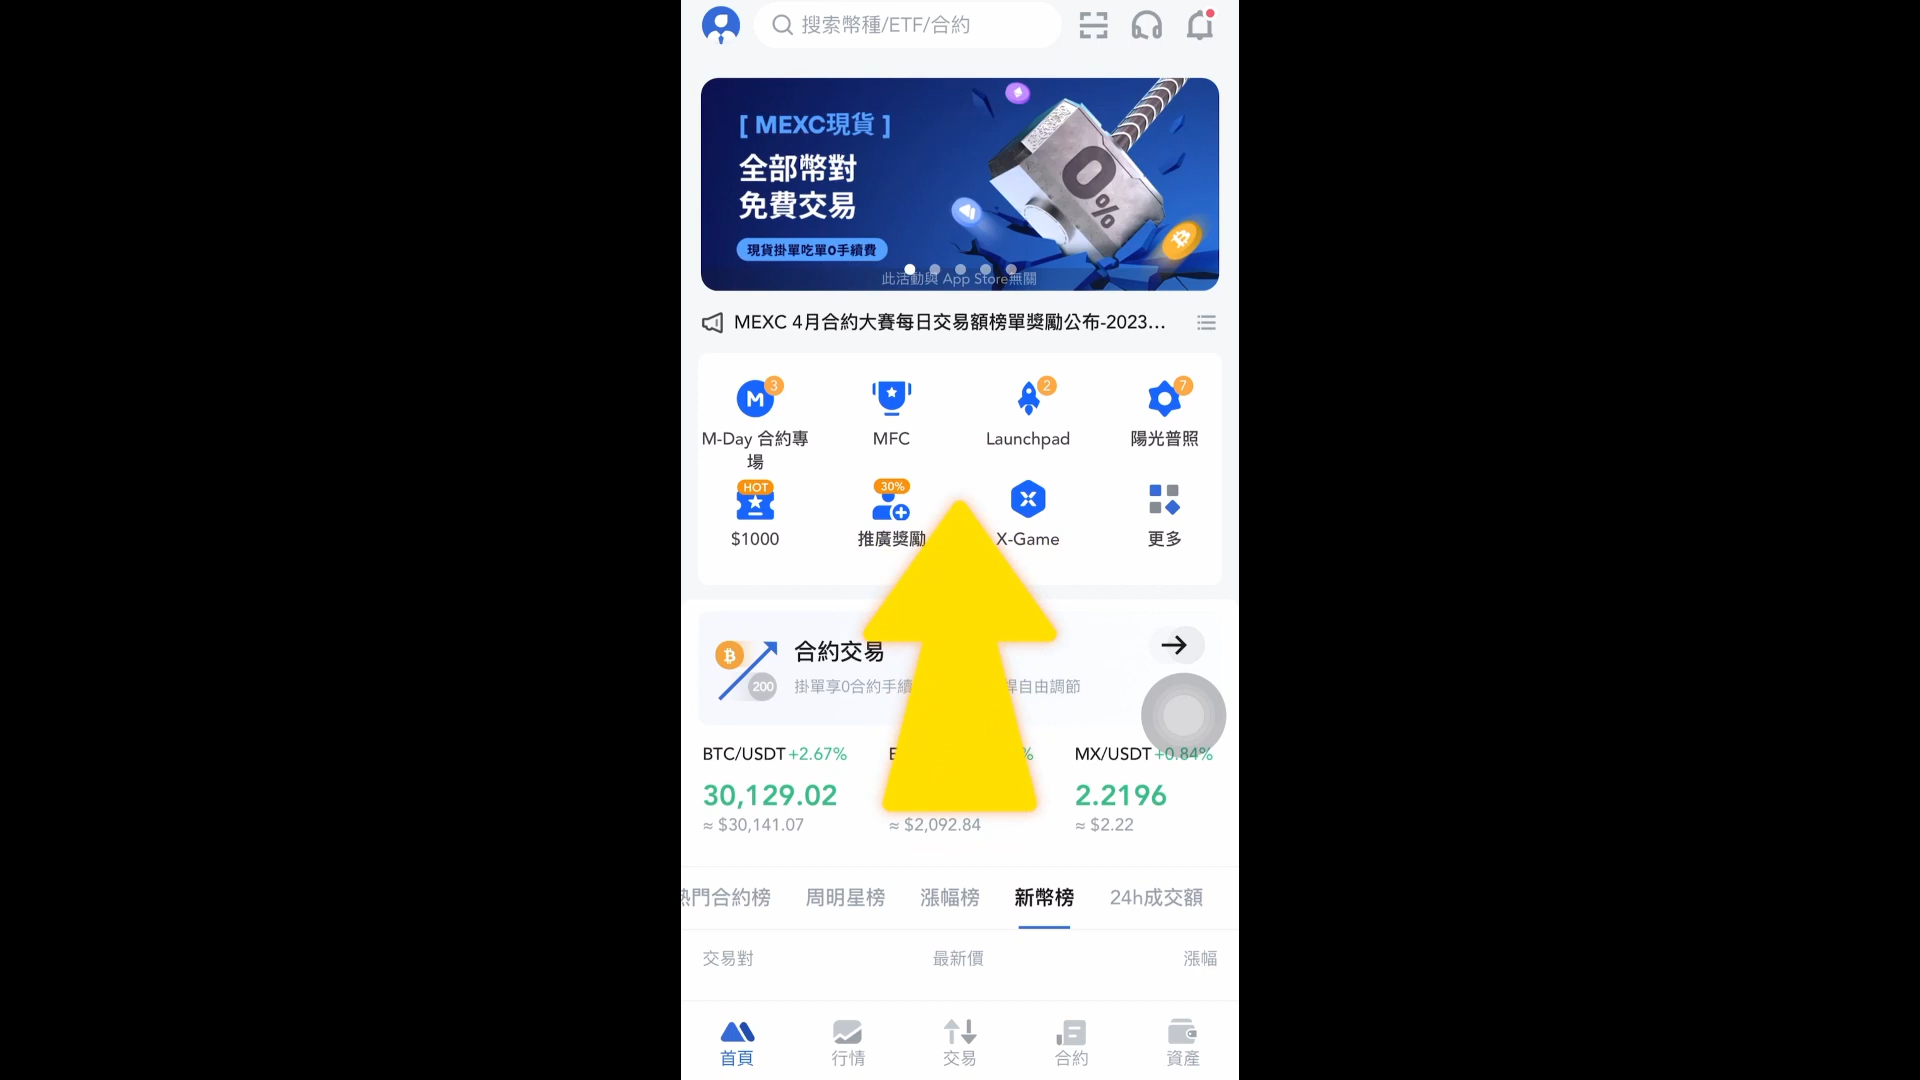 搜索幣種/ETF/合約
[ MEXC現貨 ]
全部幣對
免費交易
現貨掛單吃單0手續費
0%
此活動與 App Store無關
MEXC 4月合約大賽每日交易額榜單獎勵公布-2023...
3
2
7
M-Day 合約專場
MFC
Launchpad
陽光普照
HOT
30%
$1000
推廣獎勵
X-Game
更多
合約交易
200
掛單享0合約手續
桿自由調節
BTC/USDT +2.67%
%
MX/USDT +0.84%
30,129.02
2.2196
≈ $30,141.07
≈ $2,092.84
≈ $2.22
熱門合約榜
周明星榜
漲幅榜
新幣榜
24h成交額
交易對
最新價
漲幅
首頁
行情
交易
合約
資產